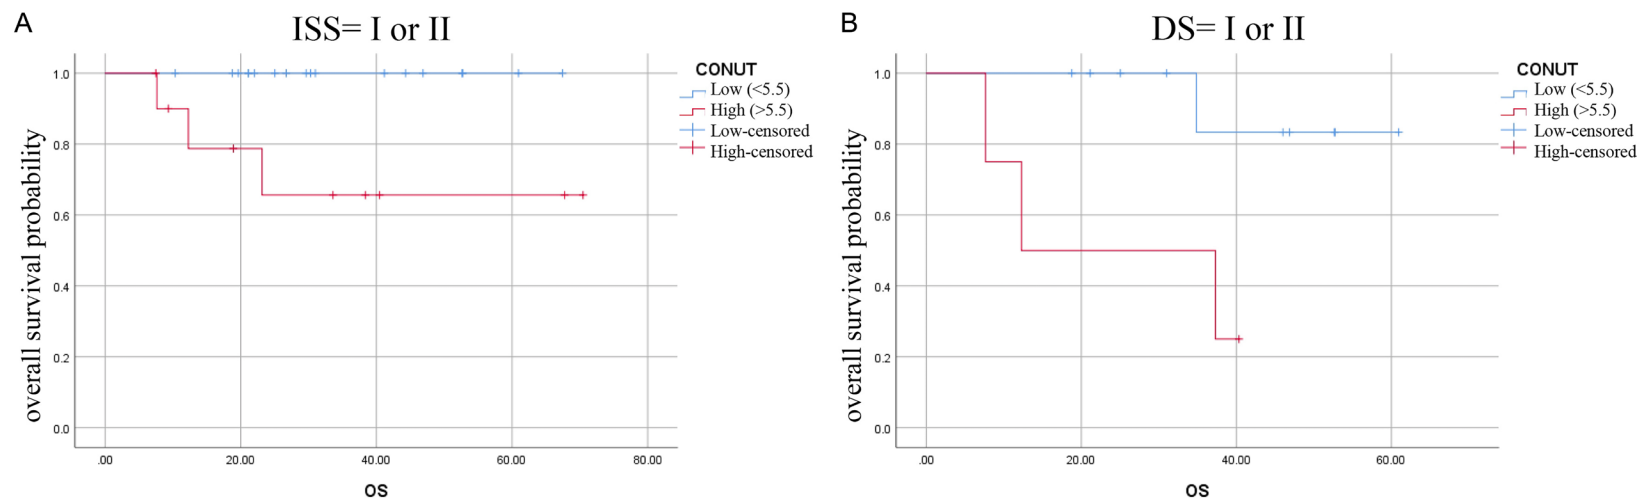 A
ISS= I or II
overall survival probability
1.0
0.8
0.6
0.4
0.2
0.0
.00
20.00
40.00
60.00
80.00
OS
CONUT
Low (<5.5)
High (>5.5)
Low-censored
High-censored
B
DS= I or II
overall survival probability
1.0
0.8
0.6
0.4
0.2
0.0
.00
20.00
40.00
60.00
OS
CONUT
Low (<5.5)
High (>5.5)
Low-censored
High-censored